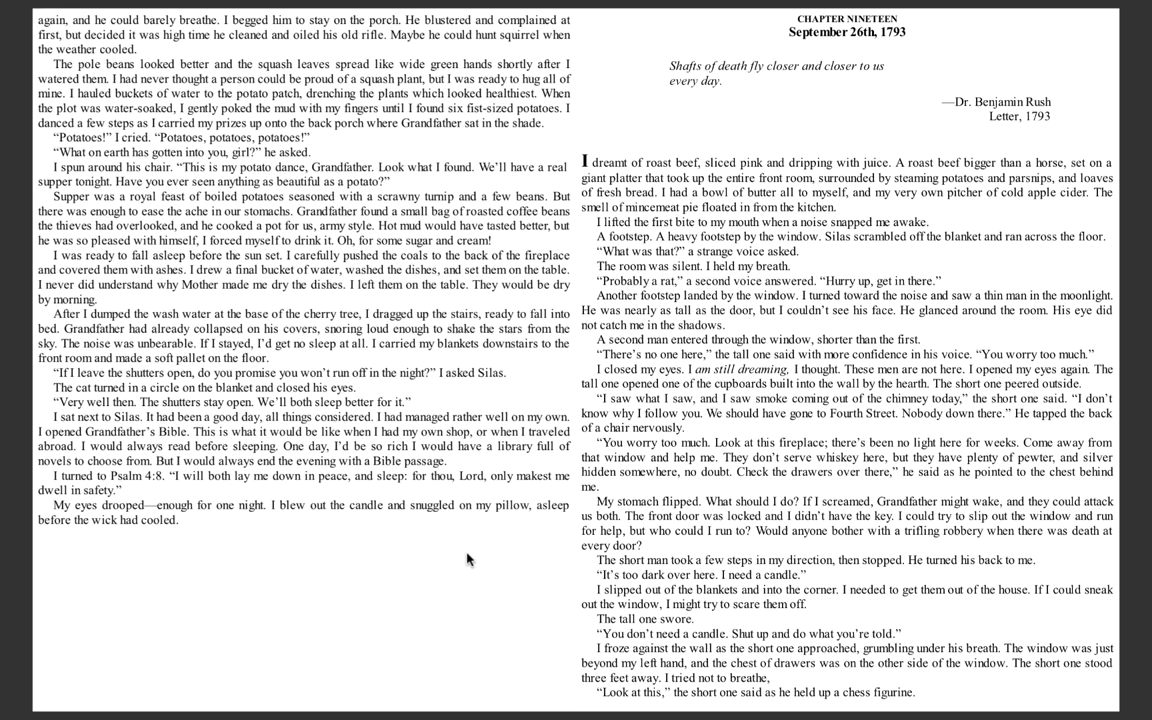 again, and he could barely breathe. I begged him to stay on the porch. He blustered and complained at
first, but decided it was high time he cleaned and oiled his old rifle. Maybe he could hunt squirrel when
the weather cooled.
The pole beans looked better and the squash leaves spread like wide green hands shortly after I
watered them. I had never thought a person could be proud of a squash plant, but I was ready to hug all of
mine. I hauled buckets of water to the potato patch, drenching the plants which looked healthiest. When
the plot was water-soaked, I gently poked the mud with my fingers until I found six fist-sized potatoes. I
danced a few steps as I carried my prizes up onto the back porch where Grandfather sat in the shade.
“Potatoes!” I cried. “Potatoes, potatoes, potatoes!”
“What on earth has gotten into you, girl?” he asked.
I spun around his chair. “This is my potato dance, Grandfather. Look what I found. We’ll have a real
supper tonight. Have you ever seen anything as beautiful as a potato?”
Supper was a royal feast of boiled potatoes seasoned with a scrawny turnip and a few beans. But
there was enough to ease the ache in our stomachs. Grandfather found a small bag of roasted coffee beans
the thieves had overlooked, and he cooked a pot for us, army style. Hot mud would have tasted better, but
he was so pleased with himself, I forced myself to drink it. Oh, for some sugar and cream!
I was ready to fall asleep before the sun set. I carefully pushed the coals to the back of the fireplace
and covered them with ashes. I drew a final bucket of water, washed the dishes, and set them on the table.
I never did understand why Mother made me dry the dishes. I left them on the table. They would be dry
by morning.
After I dumped the wash water at the base of the cherry tree, I dragged up the stairs, ready to fall into
bed. Grandfather had already collapsed on his covers, snoring loud enough to shake the stars from the
sky. The noise was unbearable. If I stayed, I’d get no sleep at all. I carried my blankets downstairs to the
front room and made a soft pallet on the floor.
“If I leave the shutters open, do you promise you won’t run off in the night?” I asked Silas.
The cat turned in a circle on the blanket and closed his eyes.
“Very well then. The shutters stay open. We’ll both sleep better for it.”
I sat next to Silas. It had been a good day, all things considered. I had managed rather well on my own.
I opened Grandfather’s Bible. This is what it would be like when I had my own shop, or when I traveled
abroad. I would always read before sleeping. One day, I’d be so rich I would have a library full of
novels to choose from. But I would always end the evening with a Bible passage.
I turned to Psalm 4:8. “I will both lay me down in peace, and sleep: for thou, Lord, only makest me
dwell in safety.”
My eyes drooped—enough for one night. I blew out the candle and snuggled on my pillow, asleep
before the wick had cooled.
CHAPTER NINETEEN
September 26th, 1793
Shafts of death fly closer and closer to us
every day.
—Dr. Benjamin Rush
Letter, 1793
I dreamt of roast beef, sliced pink and dripping with juice. A roast beef bigger than a horse, set on a
giant platter that took up the entire front room, surrounded by steaming potatoes and parsnips, and loaves
of fresh bread. I had a bowl of butter all to myself, and my very own pitcher of cold apple cider. The
smell of mincemeat pie floated in from the kitchen.
I lifted the first bite to my mouth when a noise snapped me awake.
A footstep. A heavy footstep by the window. Silas scrambled off the blanket and ran across the floor.
“What was that?” a strange voice asked.
The room was silent. I held my breath.
“Probably a rat,” a second voice answered. “Hurry up, get in there.”
Another footstep landed by the window. I turned toward the noise and saw a thin man in the moonlight.
He was nearly as tall as the door, but I couldn’t see his face. He glanced around the room. His eye did
not catch me in the shadows.
A second man entered through the window, shorter than the first.
“There’s no one here,” the tall one said with more confidence in his voice. “You worry too much.”
I closed my eyes. I am still dreaming, I thought. These men are not here. I opened my eyes again. The
tall one opened one of the cupboards built into the wall by the hearth. The short one peered outside.
“I saw what I saw, and I saw smoke coming out of the chimney today,” the short one said. “I don’t
know why I follow you. We should have gone to Fourth Street. Nobody down there.” He tapped the back
of a chair nervously.
“You worry too much. Look at this fireplace; there’s been no light here for weeks. Come away from
that window and help me. They don’t serve whiskey here, but they have plenty of pewter, and silver
hidden somewhere, no doubt. Check the drawers over there,” he said as he pointed to the chest behind
me.
My stomach flipped. What should I do? If I screamed, Grandfather might wake, and they could attack
us both. The front door was locked and I didn’t have the key. I could try to slip out the window and run
for help, but who could I run to? Would anyone bother with a trifling robbery when there was death at
every door?
The short man took a few steps in my direction, then stopped. He turned his back to me.
“It’s too dark over here. I need a candle.”
I slipped out of the blankets and into the corner. I needed to get them out of the house. If I could sneak
out the window, I might try to scare them off.
The tall one swore.
“You don’t need a candle. Shut up and do what you’re told.”
I froze against the wall as the short one approached, grumbling under his breath. The window was just
beyond my left hand, and the chest of drawers was on the other side of the window. The short one stood
three feet away. I tried not to breathe,
“Look at this,” the short one said as he held up a chess figurine.